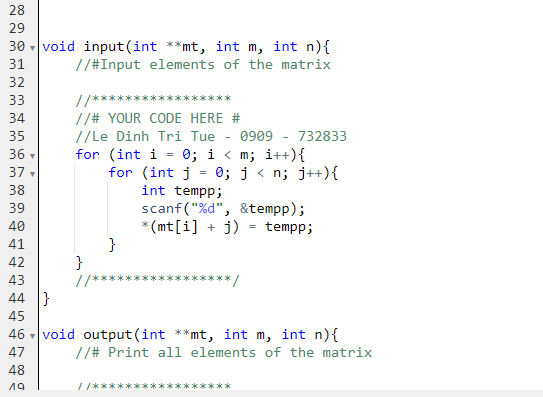 28
29
30 void input(int **mt, int m, int n){
31     //#Input elements of the matrix
32
33     //*****************
34     //# YOUR CODE HERE #
35     //Le Dinh Tri Tue - 0909 - 732833
36     for (int i = 0; i < m; i++){
37         for (int j = 0; j < n; j++){
38             int tempp;
39             scanf("%d", &tempp);
40             *(mt[i] + j) = tempp;
41         }
42     }
43     //*****************/
44 }
45
46 void output(int **mt, int m, int n){
47     //# Print all elements of the matrix
48
49     //*****************